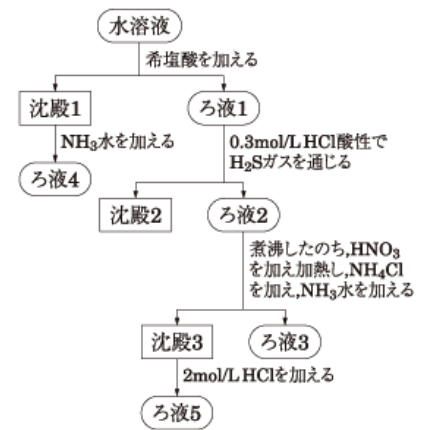 水溶液
希塩酸を加える
沈殿1
ろ液1
NH₃水を加える
0.3mol/L HCl酸性で
H₂Sガスを通じる
ろ液4
沈殿2
ろ液2
煮沸したのち,HNO₃
を加え加熱し,NH₄Cl
を加え,NH₃水を加える
沈殿3
ろ液3
2mol/L HClを加える
ろ液5